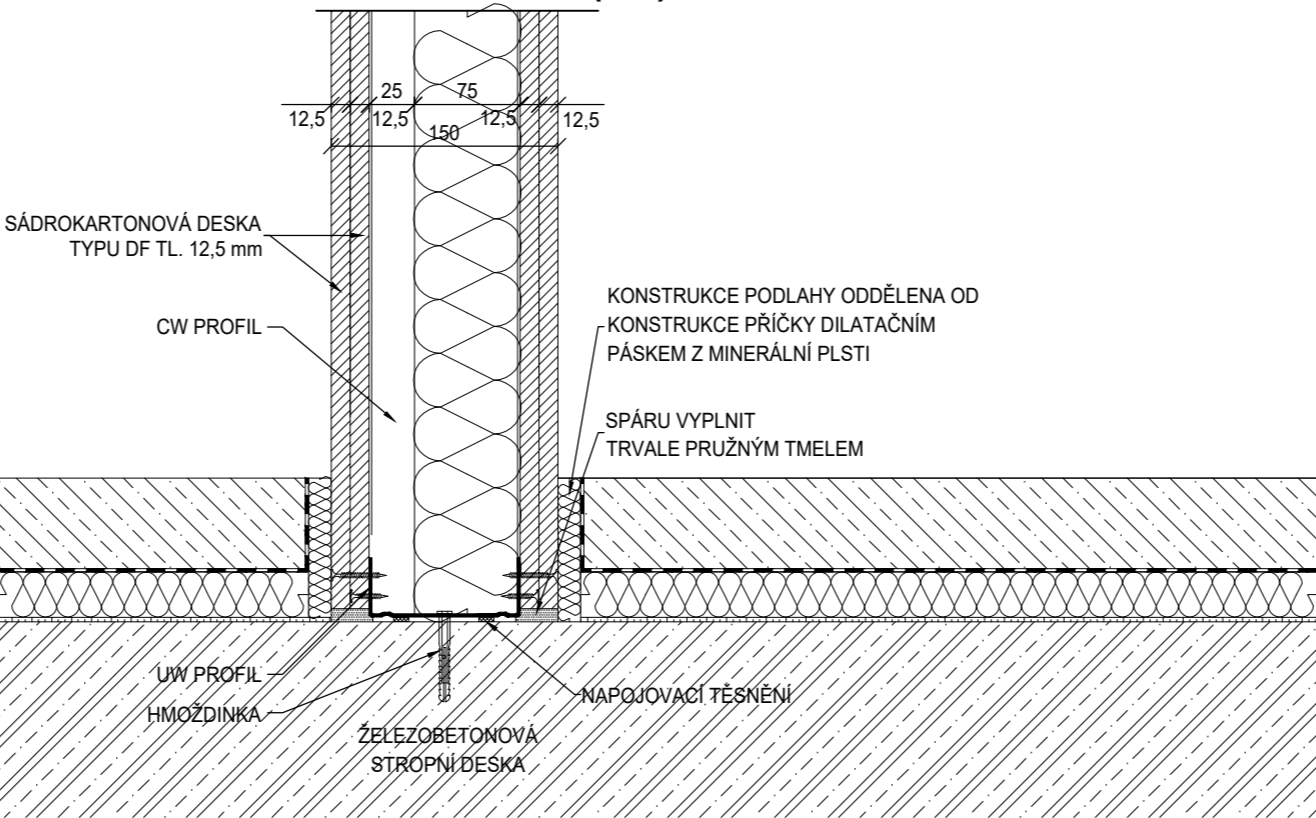 25
75
12,5
12,5
12,5
12,5
150
SÁDROKARTONOVÁ DESKA
TYPU DF TL. 12,5 mm
CW PROFIL
KONSTRUKCE PODLAHY ODDĚLENA OD
KONSTRUKCE PŘÍČKY DILATAČNÍM
PÁSKEM Z MINERÁLNÍ PLSTI
SPÁRU VYPLNIT
TRVALE PRUŽNÝM TMELEM
UW PROFIL
HMOŽDINKA
NAPOJOVACÍ TĚSNĚNÍ
ŽELEZOBETONOVÁ
STROPNÍ DESKA